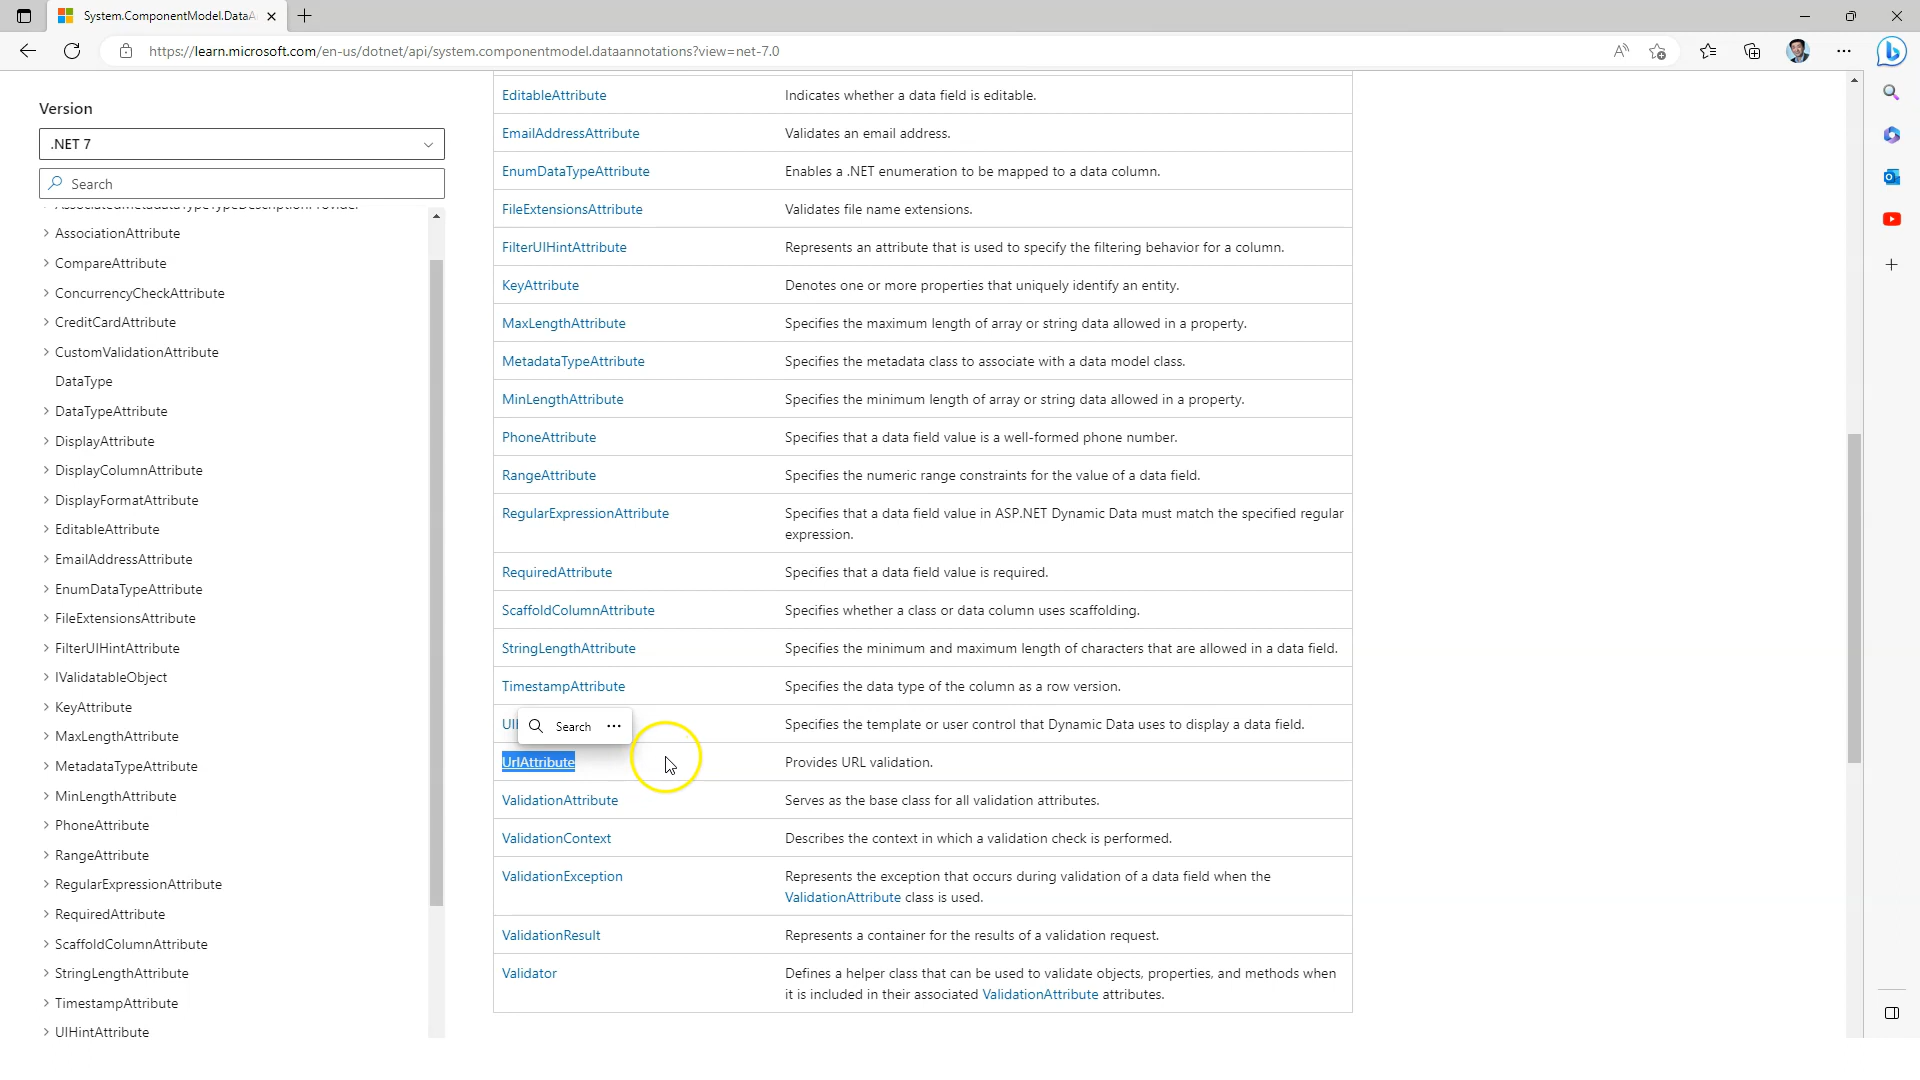 System.ComponentModel.DataA
https://learn.microsoft.com/en-us/dotnet/api/system.componentmodel.dataannotations?view=net-7.0
Version
.NET 7
Search
AssociatedMetadataTypeTypeDescriptionProvider
AssociationAttribute
CompareAttribute
ConcurrencyCheckAttribute
CreditCardAttribute
CustomValidationAttribute
DataType
DataTypeAttribute
DisplayAttribute
DisplayColumnAttribute
DisplayFormatAttribute
EditableAttribute
EmailAddressAttribute
EnumDataTypeAttribute
FileExtensionsAttribute
FilterUIHintAttribute
IValidatableObject
KeyAttribute
MaxLengthAttribute
MetadataTypeAttribute
MinLengthAttribute
PhoneAttribute
RangeAttribute
RegularExpressionAttribute
RequiredAttribute
ScaffoldColumnAttribute
StringLengthAttribute
TimestampAttribute
UIHintAttribute
EditableAttribute Indicates whether a data field is editable.
EmailAddressAttribute Validates an email address.
EnumDataTypeAttribute Enables a .NET enumeration to be mapped to a data column.
FileExtensionsAttribute Validates file name extensions.
FilterUIHintAttribute Represents an attribute that is used to specify the filtering behavior for a column.
KeyAttribute Denotes one or more properties that uniquely identify an entity.
MaxLengthAttribute Specifies the maximum length of array or string data allowed in a property.
MetadataTypeAttribute Specifies the metadata class to associate with a data model class.
MinLengthAttribute Specifies the minimum length of array or string data allowed in a property.
PhoneAttribute Specifies that a data field value is a well-formed phone number.
RangeAttribute Specifies the numeric range constraints for the value of a data field.
RegularExpressionAttribute Specifies that a data field value in ASP.NET Dynamic Data must match the specified regular
expression.
RequiredAttribute Specifies that a data field value is required.
ScaffoldColumnAttribute Specifies whether a class or data column uses scaffolding.
StringLengthAttribute Specifies the minimum and maximum length of characters that are allowed in a data field.
TimestampAttribute Specifies the data type of the column as a row version.
Search ··· Specifies the template or user control that Dynamic Data uses to display a data field.
UrlAttribute Provides URL validation.
ValidationAttribute Serves as the base class for all validation attributes.
ValidationContext Describes the context in which a validation check is performed.
ValidationException Represents the exception that occurs during validation of a data field when the
ValidationAttribute class is used.
ValidationResult Represents a container for the results of a validation request.
Validator Defines a helper class that can be used to validate objects, properties, and methods when
it is included in their associated ValidationAttribute attributes.